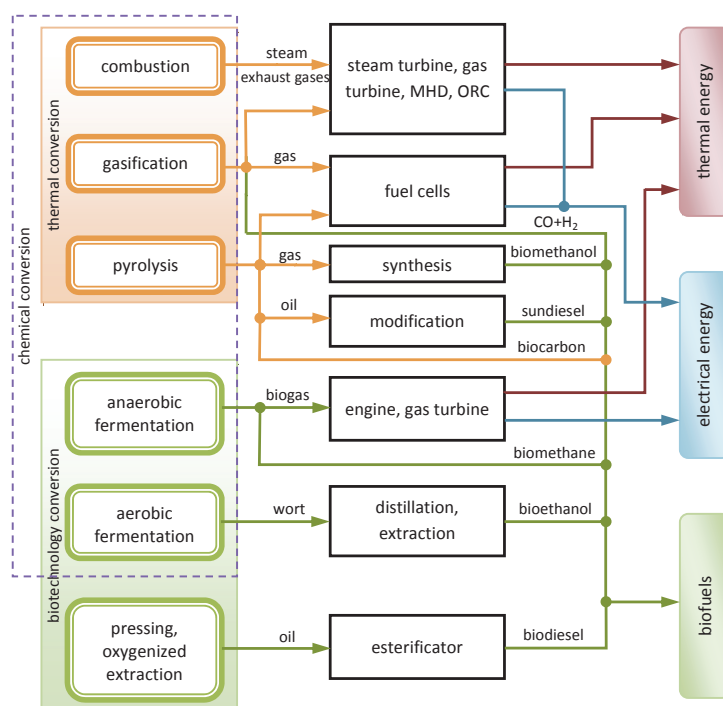 chemical conversion
thermal conversion
biotechnology conversion
combustion
gasification
pyrolysis
anaerobic
fermentation
aerobic
fermentation
pressing,
oxygenized
extraction
steam
exhaust gases
gas
gas
oil
biogas
wort
oil
steam turbine, gas
turbine, MHD, ORC
fuel cells
synthesis
modification
engine, gas turbine
distillation,
extraction
esterificator
CO+H₂
biomethanol
sundiesel
biocarbon
biomethane
bioethanol
biodiesel
thermal energy
electrical energy
biofuels